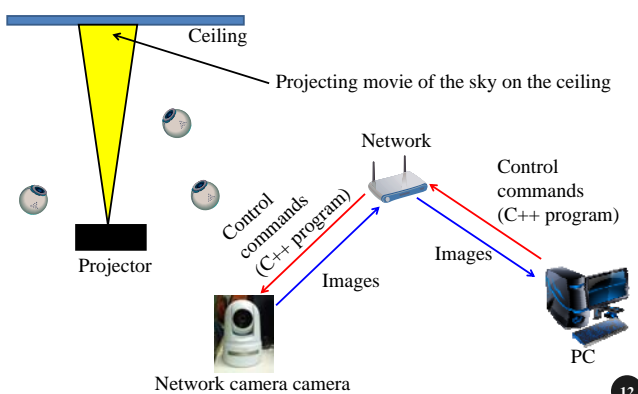 Ceiling
Projecting movie of the sky on the ceiling
Network
Control
commands
(C++ program)
Control
commands
(C++ program)
Images
Images
Projector
PC
Network camera camera
12